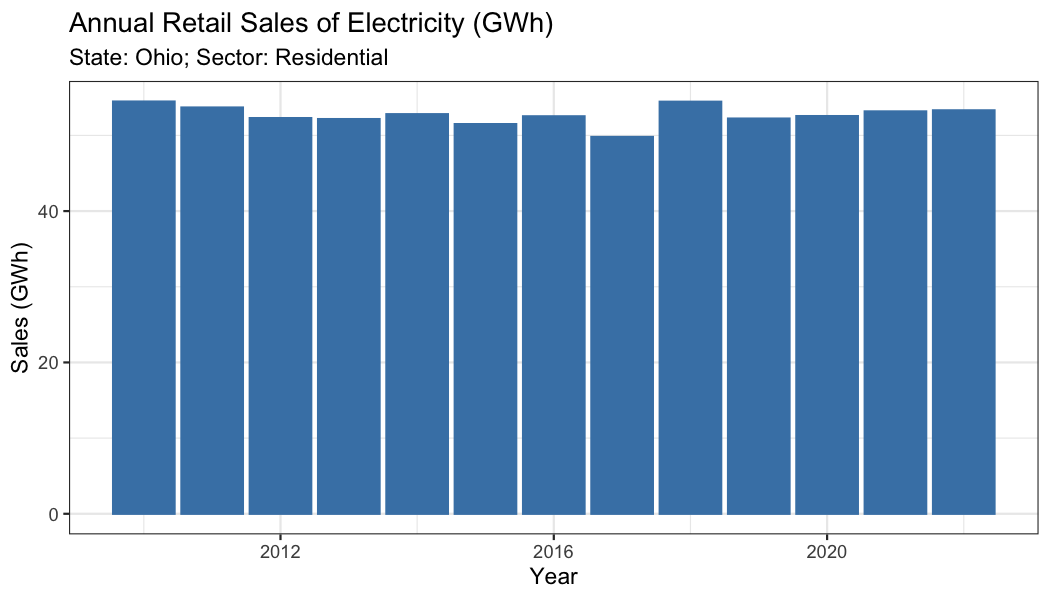 Annual Retail Sales of Electricity (GWh)
State: Ohio; Sector: Residential
Sales (GWh)
40
20
0
2012 2016 2020
Year